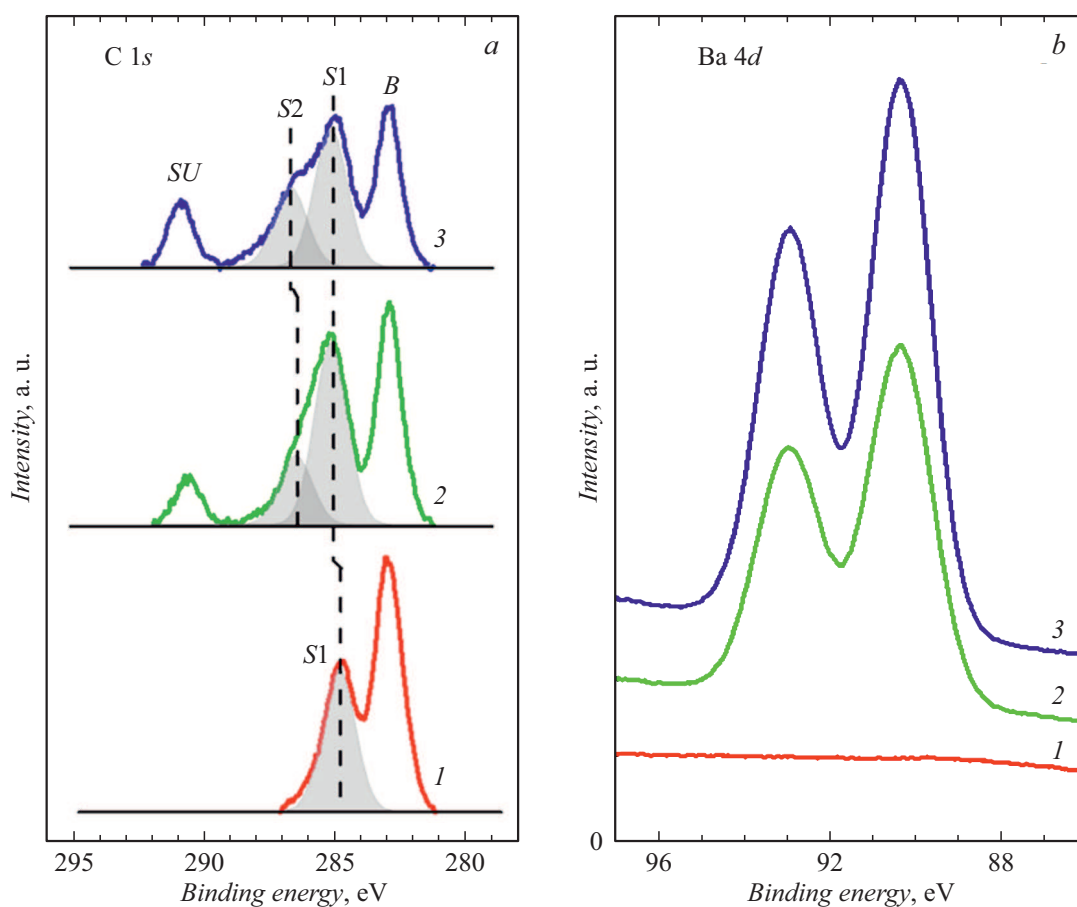 C 1s
a
S1
B
S2
SU
3
2
S1
1
295
290
285
280
Binding energy, eV
Intensity, a. u.
Ba 4d
b
3
2
1
0
96
92
88
Binding energy, eV
Intensity, a. u.